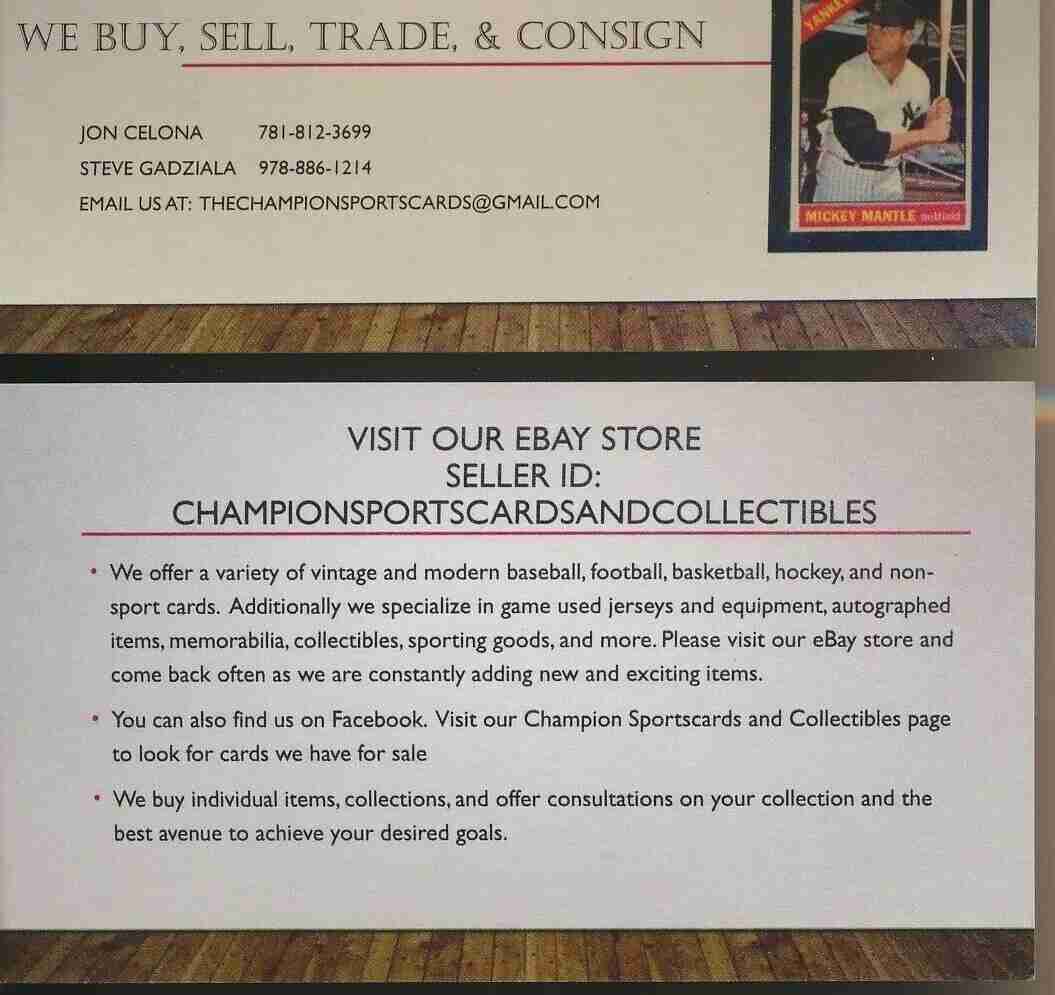 WE BUY, SELL, TRADE, & CONSIGN
YANKEES
JON CELONA 781-812-3699
STEVE GADZIALA 978-886-1214
EMAIL US AT: THECHAMPIONSPORTSCARDS@GMAIL.COM
NY
MICKEY MANTLE outfield
VISIT OUR EBAY STORE
SELLER ID:
CHAMPIONSPORTSCARDSANDCOLLECTIBLES
• We offer a variety of vintage and modern baseball, football, basketball, hockey, and non-
sport cards. Additionally we specialize in game used jerseys and equipment, autographed
items, memorabilia, collectibles, sporting goods, and more. Please visit our eBay store and
come back often as we are constantly adding new and exciting items.
• You can also find us on Facebook. Visit our Champion Sportscards and Collectibles page
to look for cards we have for sale
• We buy individual items, collections, and offer consultations on your collection and the
best avenue to achieve your desired goals.